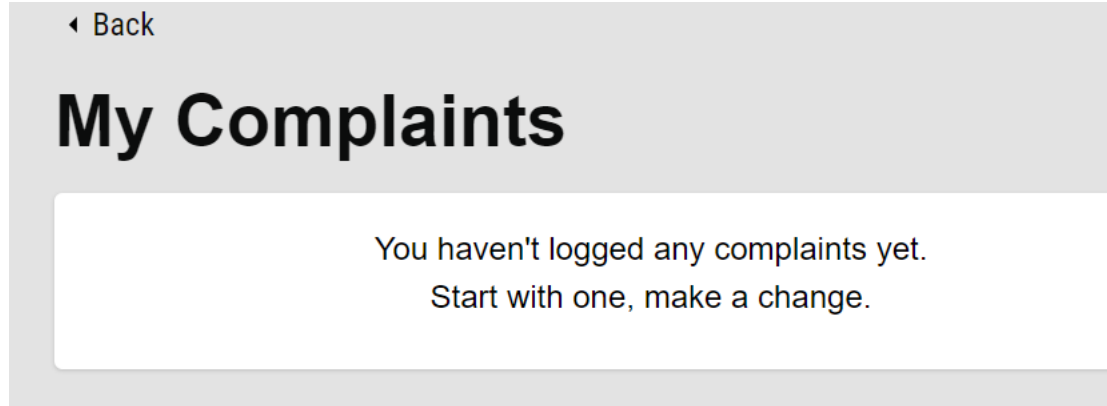 Back
My Complaints
You haven't logged any complaints yet.
Start with one, make a change.